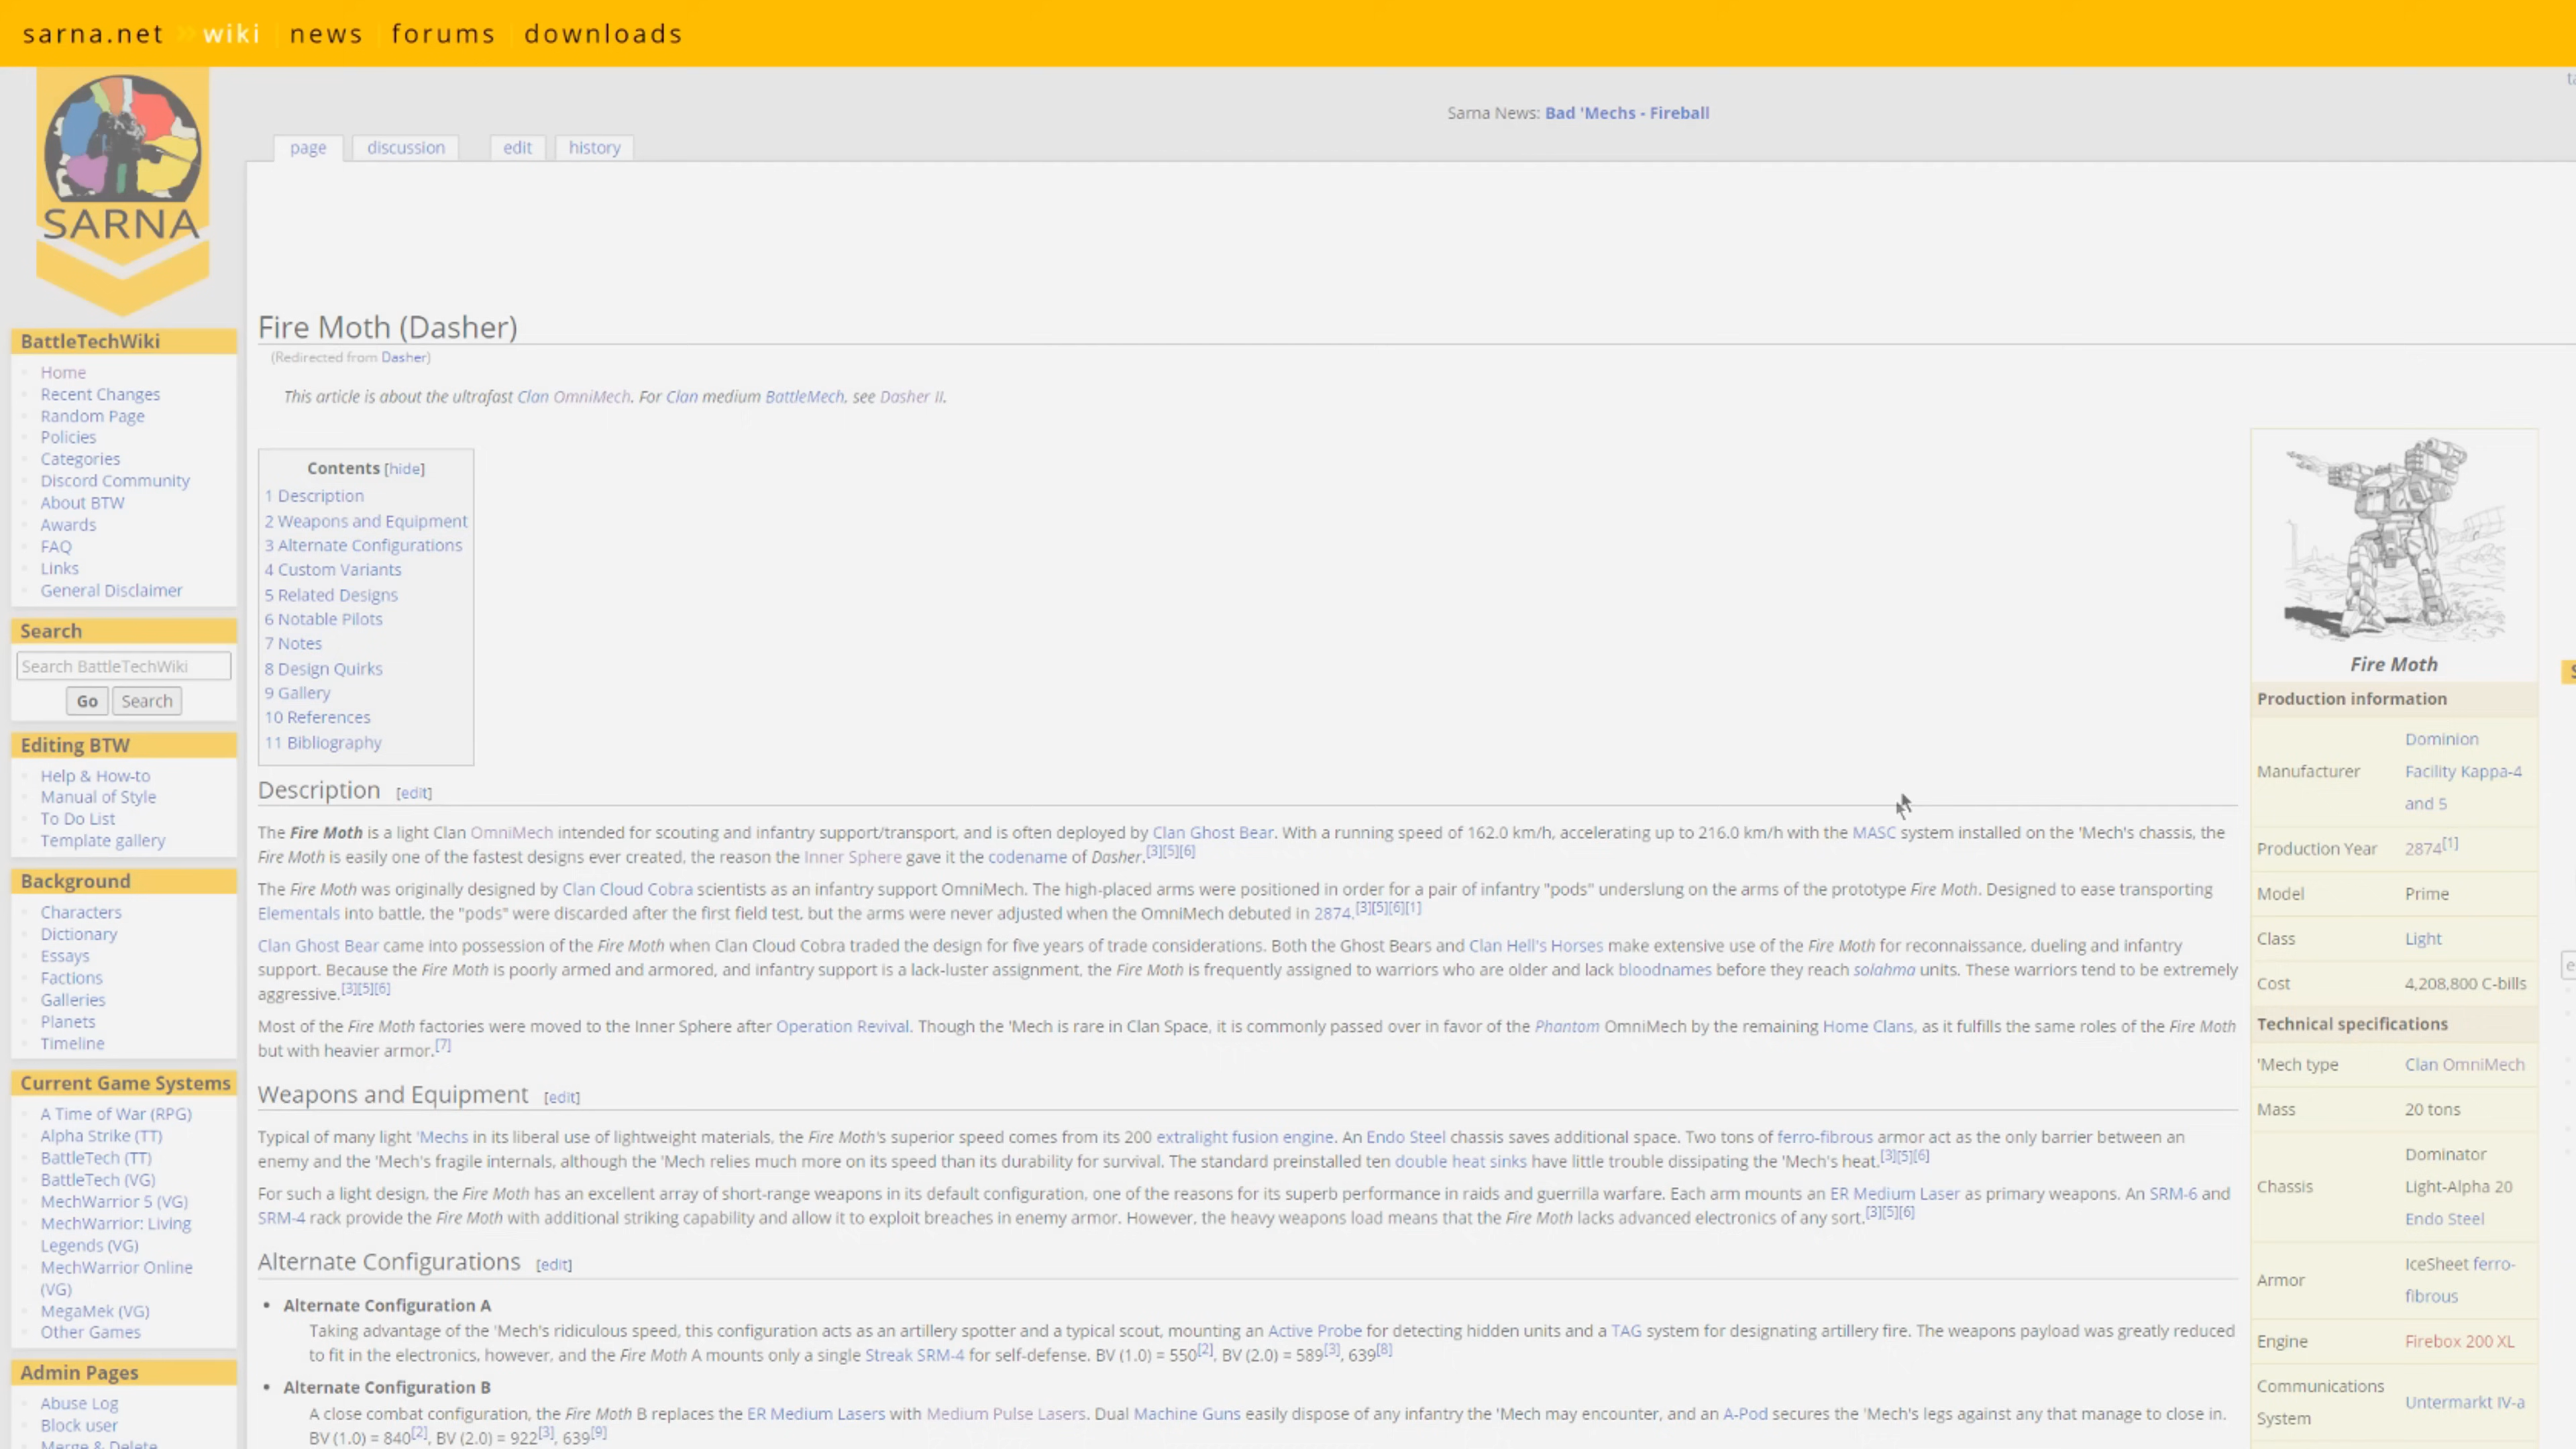 sarna.net » wiki news forums downloads
Sarna News: Bad 'Mechs - Fireball
page discussion edit history
SARNA
BattleTechWiki
Home
Recent Changes
Random Page
Policies
Categories
Discord Community
About BTW
Awards
FAQ
Links
General Disclaimer
Search
Search BattleTechWiki
Go Search
Editing BTW
Help & How-to
Manual of Style
To Do List
Template gallery
Background
Characters
Dictionary
Essays
Factions
Galleries
Planets
Timeline
Current Game Systems
A Time of War (RPG)
Alpha Strike (TT)
BattleTech (TT)
BattleTech (VG)
MechWarrior 5 (VG)
MechWarrior: Living
Legends (VG)
MechWarrior Online
(VG)
MegaMek (VG)
Other Games
Admin Pages
Abuse Log
Block user
Merge & Delete
Fire Moth (Dasher)
(Redirected from Dasher)
This article is about the ultrafast Clan OmniMech. For Clan medium BattleMech, see Dasher II.
Contents [hide]
1 Description
2 Weapons and Equipment
3 Alternate Configurations
4 Custom Variants
5 Related Designs
6 Notable Pilots
7 Notes
8 Design Quirks
9 Gallery
10 References
11 Bibliography
Description [edit]
The Fire Moth is a light Clan OmniMech intended for scouting and infantry support/transport, and is often deployed by Clan Ghost Bear. With a running speed of 162.0 km/h, accelerating up to 216.0 km/h with the MASC system installed on the 'Mech's chassis, the
Fire Moth is easily one of the fastest designs ever created, the reason the Inner Sphere gave it the codename of Dasher.[3][5][6]
The Fire Moth was originally designed by Clan Cloud Cobra scientists as an infantry support OmniMech. The high-placed arms were positioned in order for a pair of infantry "pods" underslung on the arms of the prototype Fire Moth. Designed to ease transporting
Elementals into battle, the "pods" were discarded after the first field test, but the arms were never adjusted when the OmniMech debuted in 2874.[3][5][6][1]
Clan Ghost Bear came into possession of the Fire Moth when Clan Cloud Cobra traded the design for five years of trade considerations. Both the Ghost Bears and Clan Hell's Horses make extensive use of the Fire Moth for reconnaissance, dueling and infantry
support. Because the Fire Moth is poorly armed and armored, and infantry support is a lack-luster assignment, the Fire Moth is frequently assigned to warriors who are older and lack bloodnames before they reach solahma units. These warriors tend to be extremely
aggressive.[3][5][6]
Most of the Fire Moth factories were moved to the Inner Sphere after Operation Revival. Though the 'Mech is rare in Clan Space, it is commonly passed over in favor of the Phantom OmniMech by the remaining Home Clans, as it fulfills the same roles of the Fire Moth
but with heavier armor.[7]
Weapons and Equipment [edit]
Typical of many light 'Mechs in its liberal use of lightweight materials, the Fire Moth's superior speed comes from its 200 extralight fusion engine. An Endo Steel chassis saves additional space. Two tons of ferro-fibrous armor act as the only barrier between an
enemy and the 'Mech's fragile internals, although the 'Mech relies much more on its speed than its durability for survival. The standard preinstalled ten double heat sinks have little trouble dissipating the 'Mech's heat.[3][5][6]
For such a light design, the Fire Moth has an excellent array of short-range weapons in its default configuration, one of the reasons for its superb performance in raids and guerrilla warfare. Each arm mounts an ER Medium Laser as primary weapons. An SRM-6 and
SRM-4 rack provide the Fire Moth with additional striking capability and allow it to exploit breaches in enemy armor. However, the heavy weapons load means that the Fire Moth lacks advanced electronics of any sort.[3][5][6]
Alternate Configurations [edit]
• Alternate Configuration A
Taking advantage of the 'Mech's ridiculous speed, this configuration acts as an artillery spotter and a typical scout, mounting an Active Probe for detecting hidden units and a TAG system for designating artillery fire. The weapons payload was greatly reduced
to fit in the electronics, however, and the Fire Moth A mounts only a single Streak SRM-4 for self-defense. BV (1.0) = 550[2], BV (2.0) = 589[3], 639[8]
• Alternate Configuration B
A close combat configuration, the Fire Moth B replaces the ER Medium Lasers with Medium Pulse Lasers. Dual Machine Guns easily dispose of any infantry the 'Mech may encounter, and an A-Pod secures the 'Mech's legs against any that manage to close in.
BV (1.0) = 840[2], BV (2.0) = 922[3], 639[9]
Fire Moth
Production information
Manufacturer Dominion
Facility Kappa-4
and 5
Production Year 2874[1]
Model Prime
Class Light
Cost 4,208,800 C-bills
Technical specifications
'Mech type Clan OmniMech
Mass 20 tons
Chassis Dominator
Light-Alpha 20
Endo Steel
Armor IceSheet ferro-
fibrous
Engine Firebox 200 XL
Communications
System Untermarkt IV-a